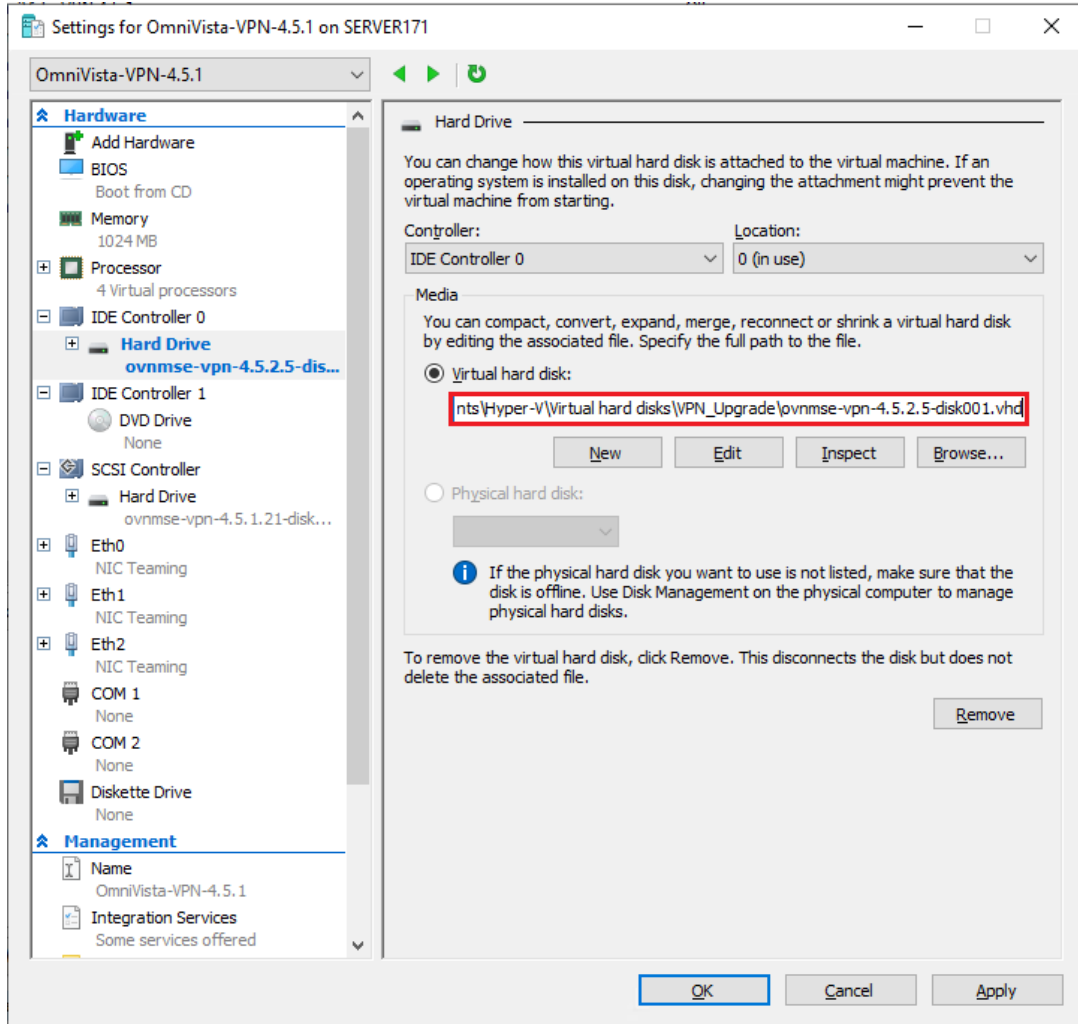 Settings for OmniVista-VPN-4.5.1 on SERVER171
OmniVista-VPN-4.5.1
Hardware
Add Hardware
BIOS
Boot from CD
Memory
1024 MB
Processor
4 Virtual processors
IDE Controller 0
Hard Drive
ovnmse-vpn-4.5.2.5-dis...
IDE Controller 1
DVD Drive
None
SCSI Controller
Hard Drive
ovnmse-vpn-4.5.1.21-disk...
Eth0
NIC Teaming
Eth1
NIC Teaming
Eth2
NIC Teaming
COM 1
None
COM 2
None
Diskette Drive
None
Management
Name
OmniVista-VPN-4.5.1
Integration Services
Some services offered
Hard Drive
You can change how this virtual hard disk is attached to the virtual machine. If an
operating system is installed on this disk, changing the attachment might prevent the
virtual machine from starting.
Controller:
Location:
IDE Controller 0
0 (in use)
Media
You can compact, convert, expand, merge, reconnect or shrink a virtual hard disk
by editing the associated file. Specify the full path to the file.
Virtual hard disk:
nts\Hyper-V\Virtual hard disks\VPN_Upgrade\ovnmse-vpn-4.5.2.5-disk001.vhd
New
Edit
Inspect
Browse...
Physical hard disk:
If the physical hard disk you want to use is not listed, make sure that the
disk is offline. Use Disk Management on the physical computer to manage
physical hard disks.
To remove the virtual hard disk, click Remove. This disconnects the disk but does not
delete the associated file.
Remove
OK
Cancel
Apply